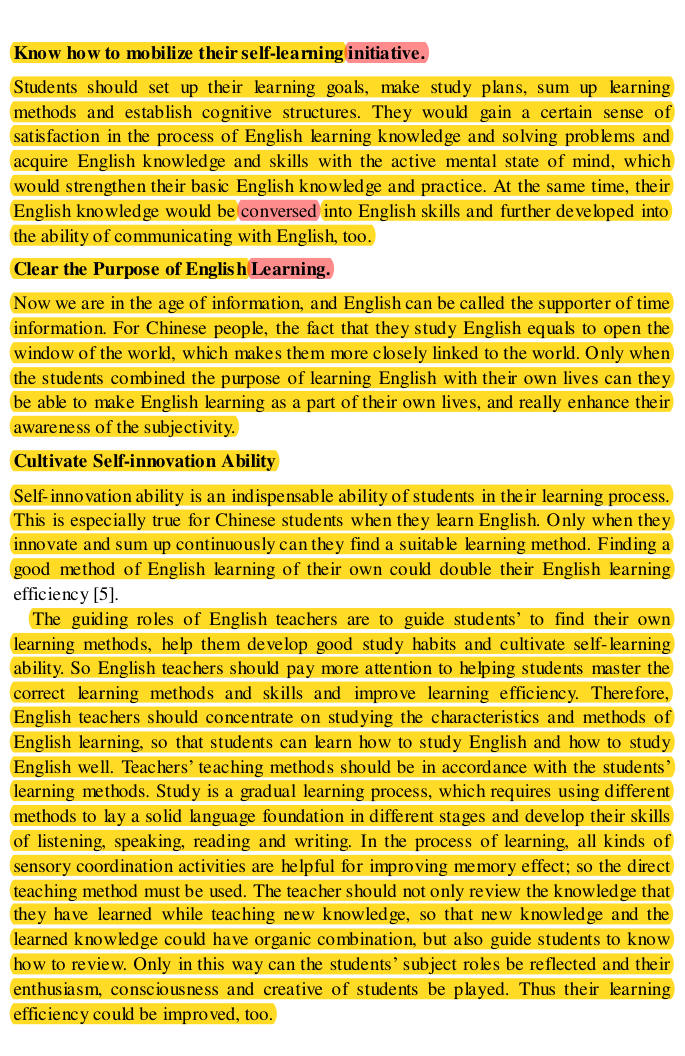 Know how to mobilize their self-learning initiative.
Students should set up their learning goals, make study plans, sum up learning
methods and establish cognitive structures. They would gain a certain sense of
satisfaction in the process of English learning knowledge and solving problems and
acquire English knowledge and skills with the active mental state of mind, which
would strengthen their basic English knowledge and practice. At the same time, their
English knowledge would be conversed into English skills and further developed into
the ability of communicating with English, too.
Clear the Purpose of English Learning.
Now we are in the age of information, and English can be called the supporter of time
information. For Chinese people, the fact that they study English equals to open the
window of the world, which makes them more closely linked to the world. Only when
the students combined the purpose of learning English with their own lives can they
be able to make English learning as a part of their own lives, and really enhance their
awareness of the subjectivity.
Cultivate Self-innovation Ability
Self-innovation ability is an indispensable ability of students in their learning process.
This is especially true for Chinese students when they learn English. Only when they
innovate and sum up continuously can they find a suitable learning method. Finding a
good method of English learning of their own could double their English learning
efficiency [5].
The guiding roles of English teachers are to guide students’ to find their own
learning methods, help them develop good study habits and cultivate self-learning
ability. So English teachers should pay more attention to helping students master the
correct learning methods and skills and improve learning efficiency. Therefore,
English teachers should concentrate on studying the characteristics and methods of
English learning, so that students can learn how to study English and how to study
English well. Teachers’ teaching methods should be in accordance with the students’
learning methods. Study is a gradual learning process, which requires using different
methods to lay a solid language foundation in different stages and develop their skills
of listening, speaking, reading and writing. In the process of learning, all kinds of
sensory coordination activities are helpful for improving memory effect; so the direct
teaching method must be used. The teacher should not only review the knowledge that
they have learned while teaching new knowledge, so that new knowledge and the
learned knowledge could have organic combination, but also guide students to know
how to review. Only in this way can the students’ subject roles be reflected and their
enthusiasm, consciousness and creative of students be played. Thus their learning
efficiency could be improved, too.